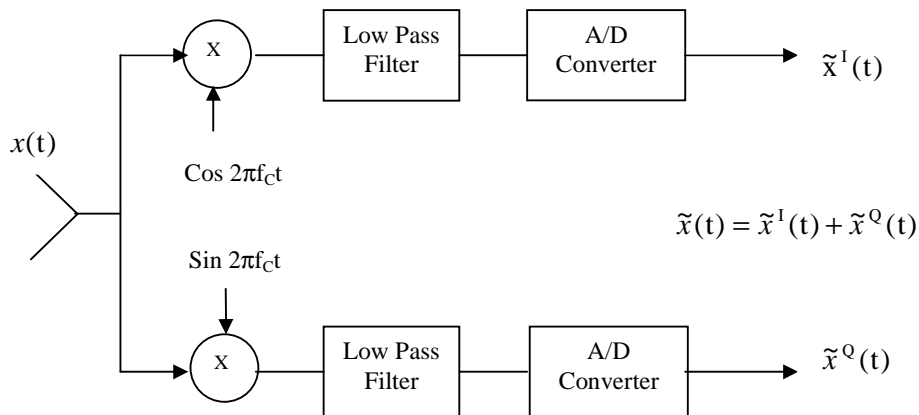 X
Low Pass
Filter
A/D
Converter
x̃ᴵ(t)
x(t)
Cos 2πf_Ct
x̃(t) = x̃ᴵ(t) + x̃^Q(t)
Sin 2πf_Ct
X
Low Pass
Filter
A/D
Converter
x̃^Q(t)